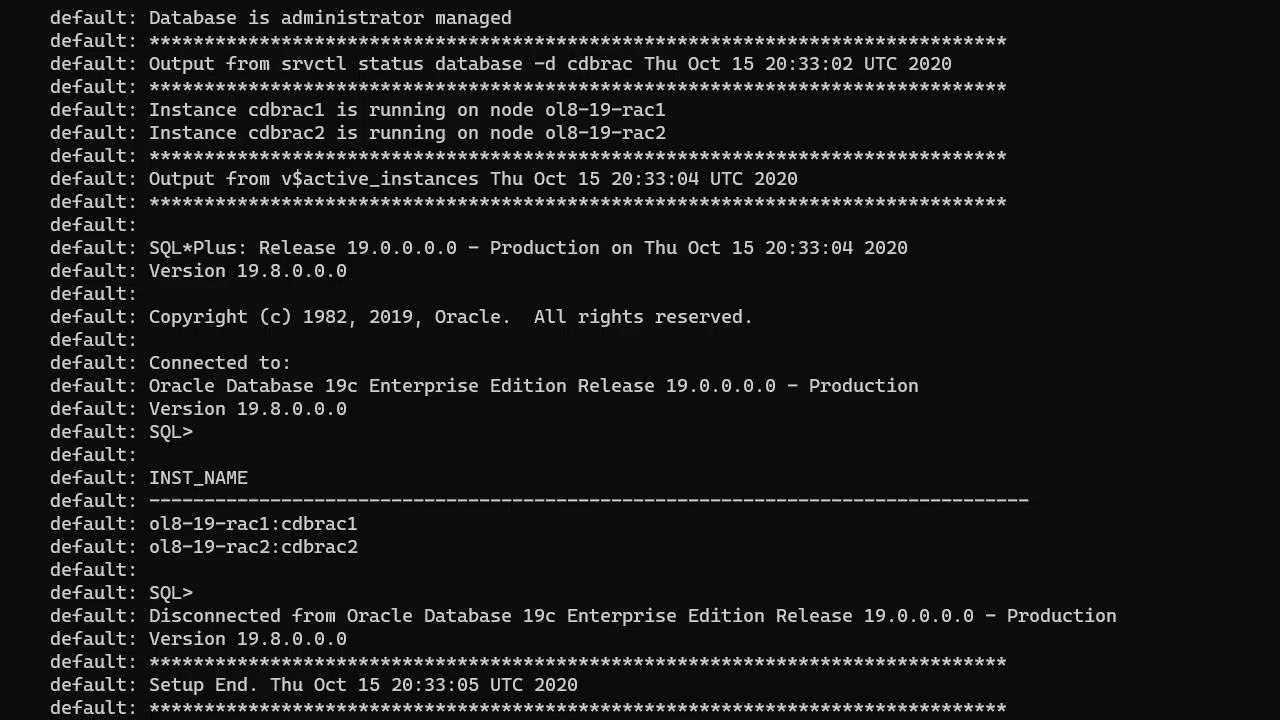 default: Database is administrator managed
default: ******************************************************************************
default: Output from srvctl status database -d cdbrac Thu Oct 15 20:33:02 UTC 2020
default: ******************************************************************************
default: Instance cdbrac1 is running on node ol8-19-rac1
default: Instance cdbrac2 is running on node ol8-19-rac2
default: ******************************************************************************
default: Output from v$active_instances Thu Oct 15 20:33:04 UTC 2020
default: ******************************************************************************
default:
default: SQL*Plus: Release 19.0.0.0.0 - Production on Thu Oct 15 20:33:04 2020
default: Version 19.8.0.0.0
default:
default: Copyright (c) 1982, 2019, Oracle.  All rights reserved.
default:
default: Connected to:
default: Oracle Database 19c Enterprise Edition Release 19.0.0.0.0 - Production
default: Version 19.8.0.0.0
default: SQL>
default:
default: INST_NAME
default: --------------------------------------------------------------------------------
default: ol8-19-rac1:cdbrac1
default: ol8-19-rac2:cdbrac2
default:
default: SQL>
default: Disconnected from Oracle Database 19c Enterprise Edition Release 19.0.0.0.0 - Production
default: Version 19.8.0.0.0
default: ******************************************************************************
default: Setup End. Thu Oct 15 20:33:05 UTC 2020
default: ******************************************************************************